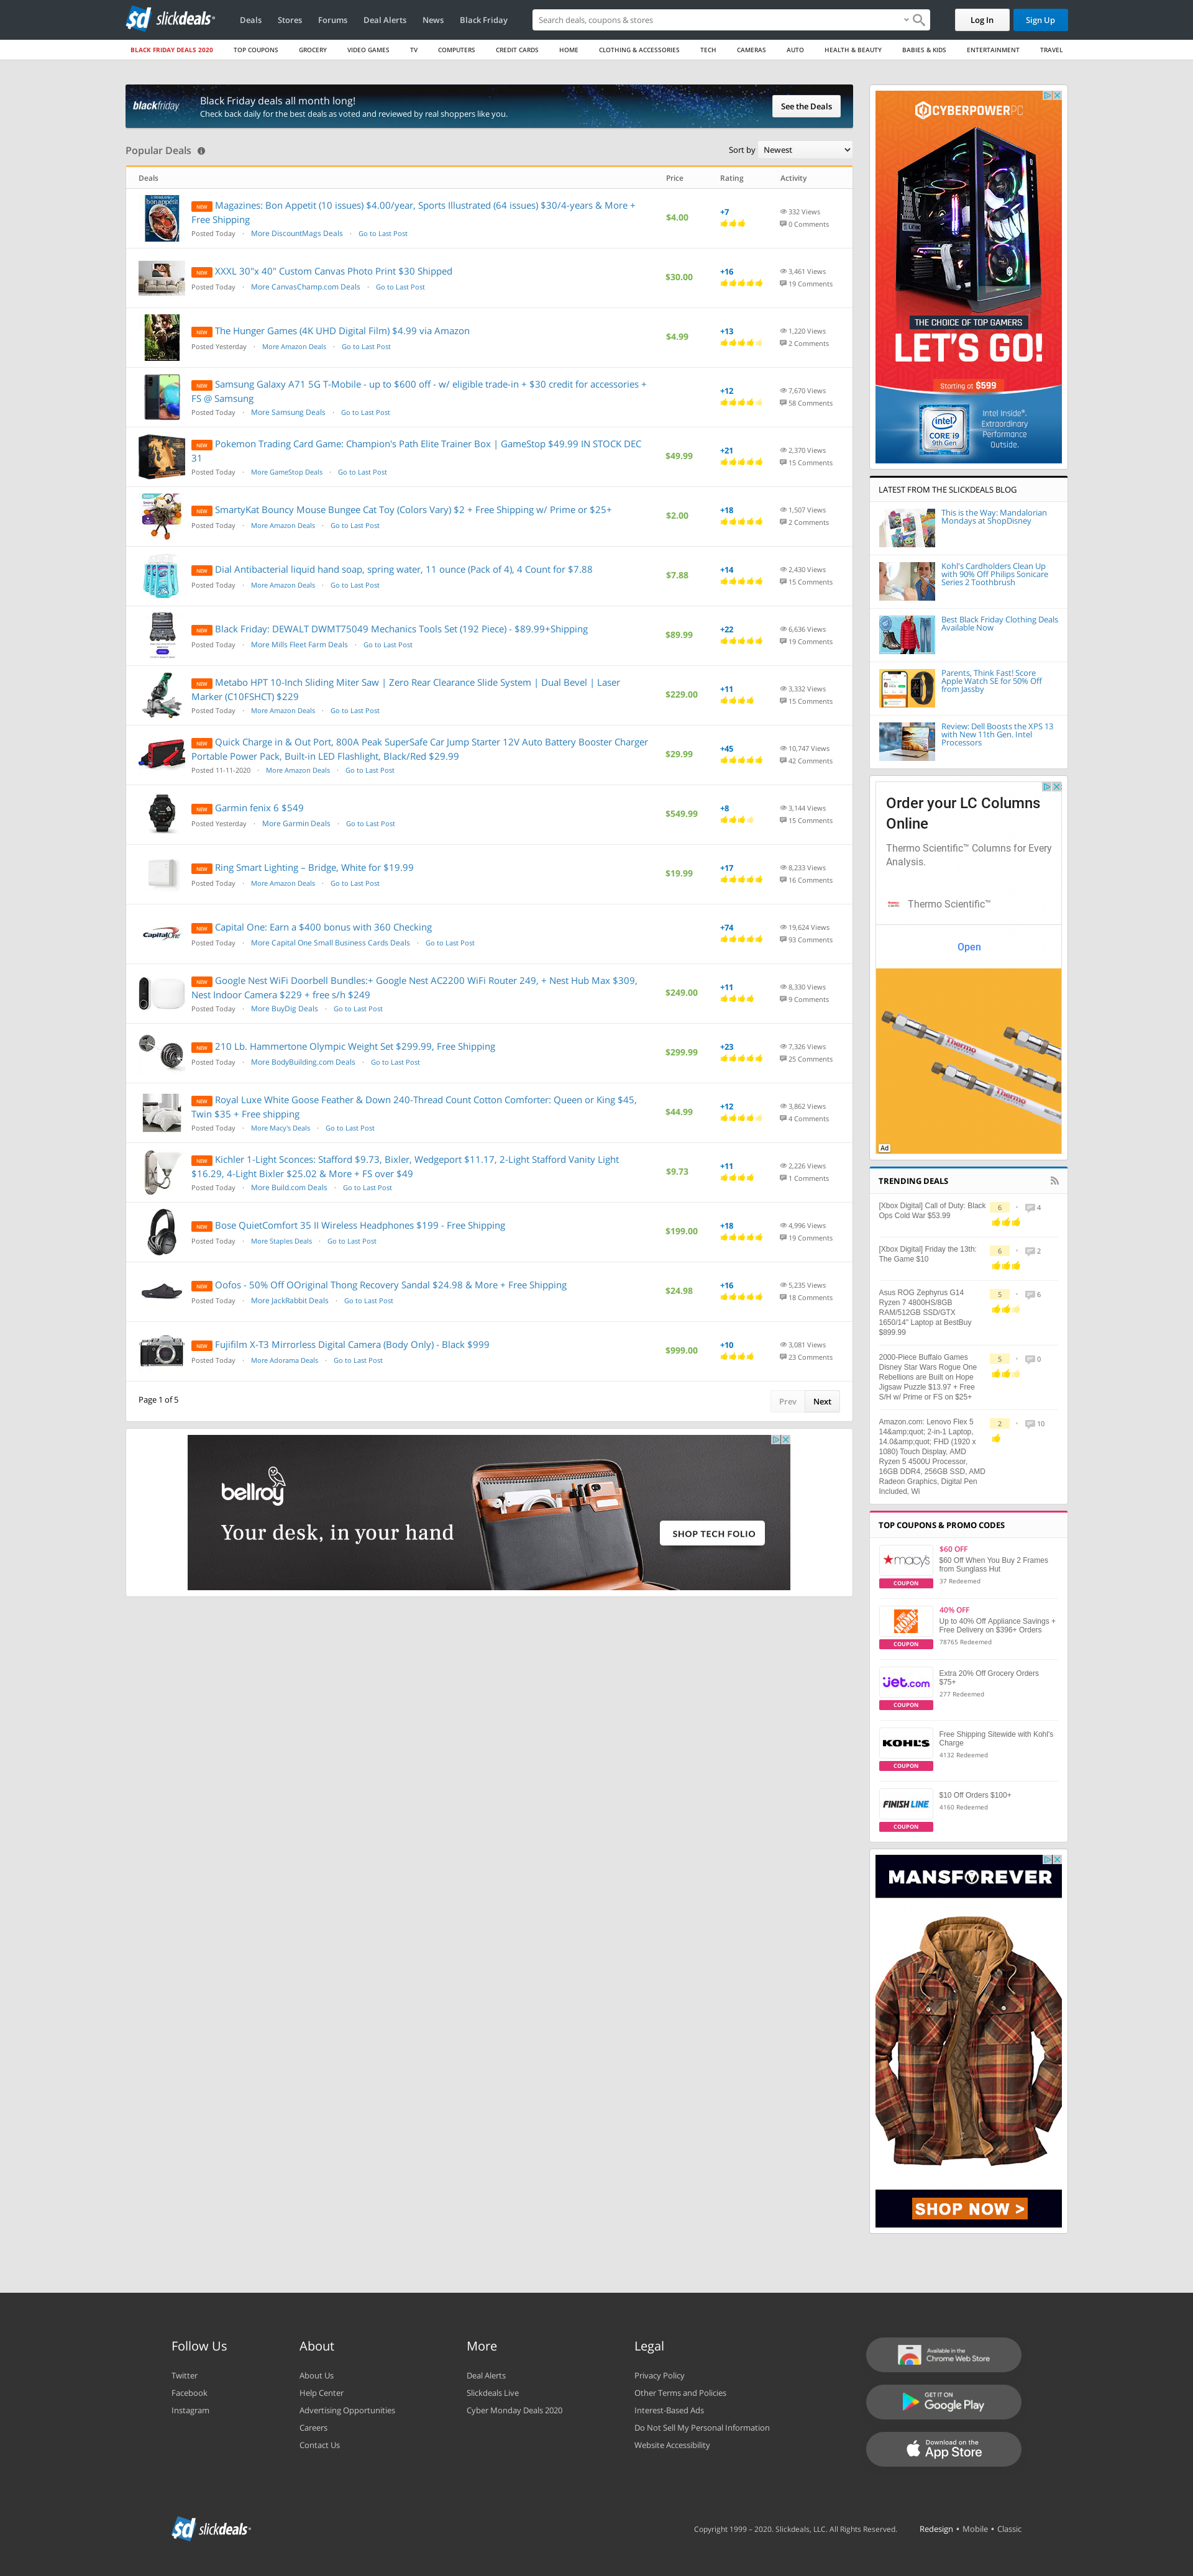 sd slickdeals
Deals Stores Forums Deal Alerts News Black Friday
Search deals, coupons & stores
Log In Sign Up
BLACK FRIDAY DEALS 2020 TOP COUPONS GROCERY VIDEO GAMES TV COMPUTERS CREDIT CARDS HOME CLOTHING & ACCESSORIES TECH CAMERAS AUTO HEALTH & BEAUTY BABIES & KIDS ENTERTAINMENT TRAVEL
blackfriday
Black Friday deals all month long!
Check back daily for the best deals as voted and reviewed by real shoppers like you.
See the Deals
Popular Deals
Sort by Newest
Deals Price Rating Activity
NEW Magazines: Bon Appetit (10 issues) $4.00/year, Sports Illustrated (64 issues) $30/4-years & More +
Free Shipping
Posted Today · More DiscountMags Deals · Go to Last Post
$4.00
+7
332 Views
0 Comments
NEW XXXL 30"x 40" Custom Canvas Photo Print $30 Shipped
Posted Today · More CanvasChamp.com Deals · Go to Last Post
$30.00
+16
3,461 Views
19 Comments
NEW The Hunger Games (4K UHD Digital Film) $4.99 via Amazon
Posted Yesterday · More Amazon Deals · Go to Last Post
$4.99
+13
1,220 Views
2 Comments
NEW Samsung Galaxy A71 5G T-Mobile - up to $600 off - w/ eligible trade-in + $30 credit for accessories +
FS @ Samsung
Posted Today · More Samsung Deals · Go to Last Post
+12
7,670 Views
58 Comments
NEW Pokemon Trading Card Game: Champion's Path Elite Trainer Box | GameStop $49.99 IN STOCK DEC
31
Posted Today · More GameStop Deals · Go to Last Post
$49.99
+21
2,370 Views
15 Comments
NEW SmartyKat Bouncy Mouse Bungee Cat Toy (Colors Vary) $2 + Free Shipping w/ Prime or $25+
Posted Today · More Amazon Deals · Go to Last Post
$2.00
+18
1,507 Views
2 Comments
NEW Dial Antibacterial liquid hand soap, spring water, 11 ounce (Pack of 4), 4 Count for $7.88
Posted Today · More Amazon Deals · Go to Last Post
$7.88
+14
2,430 Views
15 Comments
NEW Black Friday: DEWALT DWMT75049 Mechanics Tools Set (192 Piece) - $89.99+Shipping
Posted Today · More Mills Fleet Farm Deals · Go to Last Post
$89.99
+22
6,636 Views
19 Comments
NEW Metabo HPT 10-Inch Sliding Miter Saw | Zero Rear Clearance Slide System | Dual Bevel | Laser
Marker (C10FSHCT) $229
Posted Today · More Amazon Deals · Go to Last Post
$229.00
+11
3,332 Views
15 Comments
NEW Quick Charge in & Out Port, 800A Peak SuperSafe Car Jump Starter 12V Auto Battery Booster Charger
Portable Power Pack, Built-in LED Flashlight, Black/Red $29.99
Posted 11-11-2020 · More Amazon Deals · Go to Last Post
$29.99
+45
10,747 Views
42 Comments
NEW Garmin fenix 6 $549
Posted Yesterday · More Garmin Deals · Go to Last Post
$549.99
+8
3,144 Views
15 Comments
NEW Ring Smart Lighting – Bridge, White for $19.99
Posted Today · More Amazon Deals · Go to Last Post
$19.99
+17
8,233 Views
16 Comments
Capital One
NEW Capital One: Earn a $400 bonus with 360 Checking
Posted Today · More Capital One Small Business Cards Deals · Go to Last Post
+74
19,624 Views
93 Comments
NEW Google Nest WiFi Doorbell Bundles:+ Google Nest AC2200 WiFi Router 249, + Nest Hub Max $309,
Nest Indoor Camera $229 + free s/h $249
Posted Today · More BuyDig Deals · Go to Last Post
$249.00
+11
8,330 Views
9 Comments
NEW 210 Lb. Hammertone Olympic Weight Set $299.99, Free Shipping
Posted Today · More BodyBuilding.com Deals · Go to Last Post
$299.99
+23
7,326 Views
25 Comments
NEW Royal Luxe White Goose Feather & Down 240-Thread Count Cotton Comforter: Queen or King $45,
Twin $35 + Free shipping
Posted Today · More Macy's Deals · Go to Last Post
$44.99
+12
3,862 Views
4 Comments
NEW Kichler 1-Light Sconces: Stafford $9.73, Bixler, Wedgeport $11.17, 2-Light Stafford Vanity Light
$16.29, 4-Light Bixler $25.02 & More + FS over $49
Posted Today · More Build.com Deals · Go to Last Post
$9.73
+11
2,226 Views
1 Comments
NEW Bose QuietComfort 35 II Wireless Headphones $199 - Free Shipping
Posted Today · More Staples Deals · Go to Last Post
$199.00
+18
4,996 Views
19 Comments
NEW Oofos - 50% Off OOriginal Thong Recovery Sandal $24.98 & More + Free Shipping
Posted Today · More JackRabbit Deals · Go to Last Post
$24.98
+16
5,235 Views
18 Comments
NEW Fujifilm X-T3 Mirrorless Digital Camera (Body Only) - Black $999
Posted Today · More Adorama Deals · Go to Last Post
$999.00
+10
3,081 Views
23 Comments
Page 1 of 5
Prev Next
bellroy
Your desk, in your hand
SHOP TECH FOLIO
CYBERPOWERPC
THE CHOICE OF TOP GAMERS
LET'S GO!
Starting at $599
intel
CORE i9
9th Gen
Intel Inside®.
Extraordinary
Performance
Outside.
LATEST FROM THE SLICKDEALS BLOG
This is the Way: Mandalorian
Mondays at ShopDisney
Kohl's Cardholders Clean Up
with 90% Off Philips Sonicare
Series 2 Toothbrush
Best Black Friday Clothing Deals
Available Now
Parents, Think Fast! Score
Apple Watch SE for 50% Off
from Jassby
Review: Dell Boosts the XPS 13
with New 11th Gen. Intel
Processors
Order your LC Columns
Online
Thermo Scientific™ Columns for Every
Analysis.
Thermo Scientific™
Open
Thermo
Thermo
Ad
TRENDING DEALS
[Xbox Digital] Call of Duty: Black
Ops Cold War $53.99
6 · 4
[Xbox Digital] Friday the 13th:
The Game $10
6 · 2
Asus ROG Zephyrus G14
Ryzen 7 4800HS/8GB
RAM/512GB SSD/GTX
1650/14" Laptop at BestBuy
$899.99
5 · 6
2000-Piece Buffalo Games
Disney Star Wars Rogue One
Rebellions are Built on Hope
Jigsaw Puzzle $13.97 + Free
S/H w/ Prime or FS on $25+
5 · 0
Amazon.com: Lenovo Flex 5
14&amp;quot; 2-in-1 Laptop,
14.0&amp;quot; FHD (1920 x
1080) Touch Display, AMD
Ryzen 5 4500U Processor,
16GB DDR4, 256GB SSD, AMD
Radeon Graphics, Digital Pen
Included, Wi
2 · 10
TOP COUPONS & PROMO CODES
macy's
COUPON
$60 OFF
$60 Off When You Buy 2 Frames
from Sunglass Hut
37 Redeemed
COUPON
40% OFF
Up to 40% Off Appliance Savings +
Free Delivery on $396+ Orders
78765 Redeemed
jet.com
COUPON
Extra 20% Off Grocery Orders
$75+
277 Redeemed
KOHL'S
COUPON
Free Shipping Sitewide with Kohl's
Charge
4132 Redeemed
FINISH LINE
COUPON
$10 Off Orders $100+
4160 Redeemed
MANSFOREVER
SHOP NOW >
Follow Us
Twitter
Facebook
Instagram
About
About Us
Help Center
Advertising Opportunities
Careers
Contact Us
More
Deal Alerts
Slickdeals Live
Cyber Monday Deals 2020
Legal
Privacy Policy
Other Terms and Policies
Interest-Based Ads
Do Not Sell My Personal Information
Website Accessibility
Available in the
Chrome Web Store
GET IT ON
Google Play
Download on the
App Store
sd slickdeals
Copyright 1999 – 2020. Slickdeals, LLC. All Rights Reserved.
Redesign • Mobile • Classic